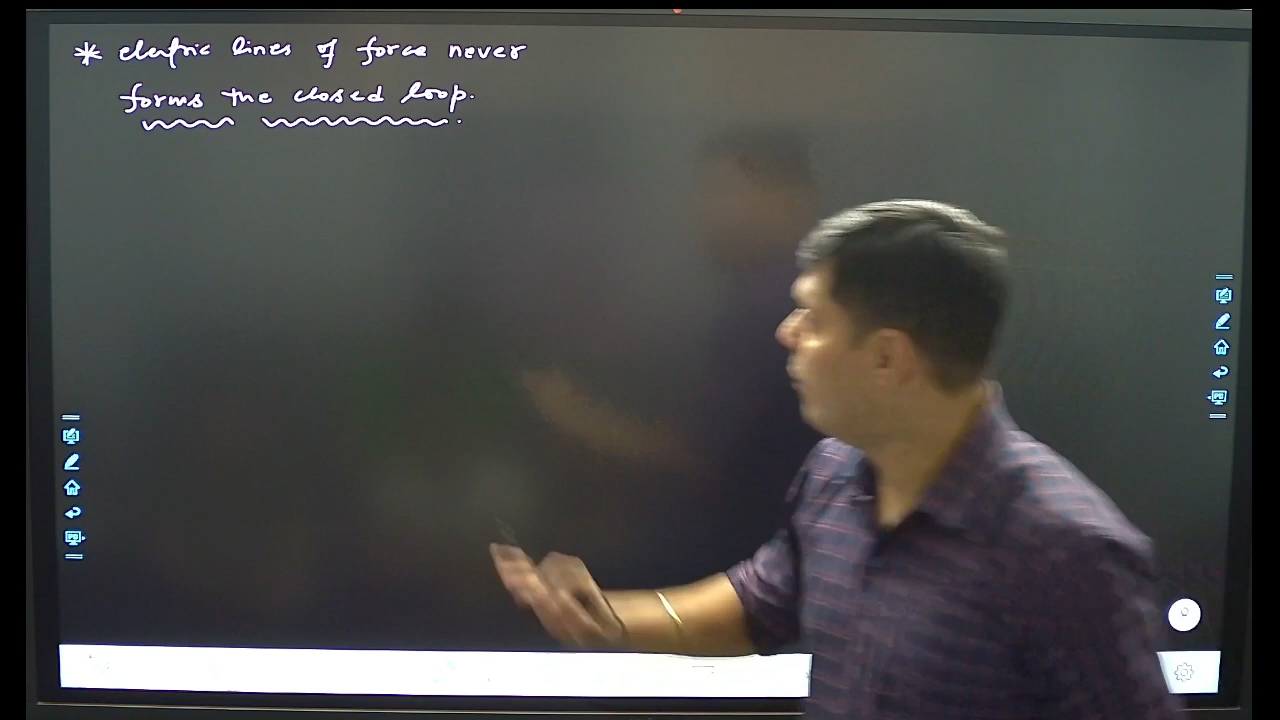 * electric lines of force never
forms the closed loop.